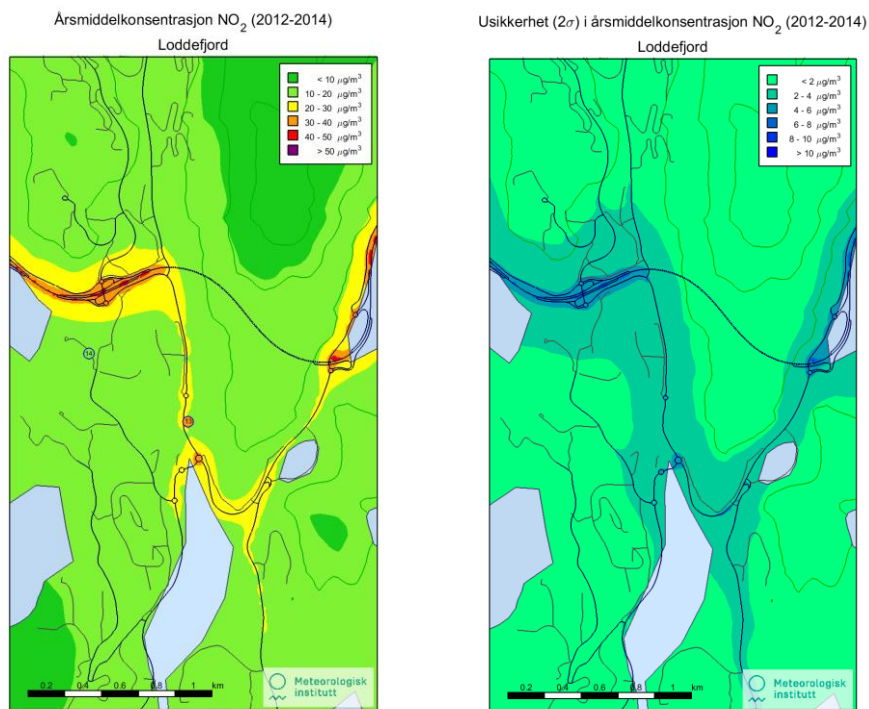 Årsmiddelkonsentrasjon NO₂ (2012-2014)
Loddefjord
< 10 μg/m³
10 - 20 μg/m³
20 - 30 μg/m³
30 - 40 μg/m³
40 - 50 μg/m³
> 50 μg/m³
14
13
0.2 0.4 0.6 0.8 1 km
Meteorologisk
institutt
Usikkerhet (2σ) i årsmiddelkonsentrasjon NO₂ (2012-2014)
Loddefjord
< 2 μg/m³
2 - 4 μg/m³
4 - 6 μg/m³
6 - 8 μg/m³
8 - 10 μg/m³
> 10 μg/m³
0.2 0.4 0.6 0.8 1 km
Meteorologisk
institutt